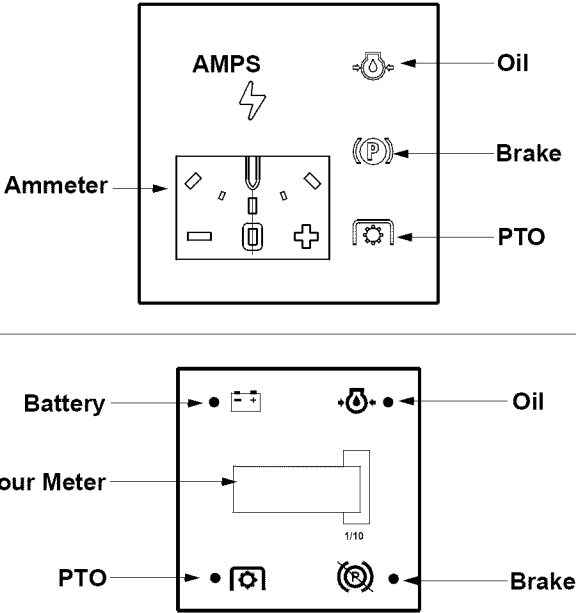 AMPS
Oil
P
Brake
Ammeter
PTO
Battery
Oil
our Meter
1/10
PTO
P
Brake